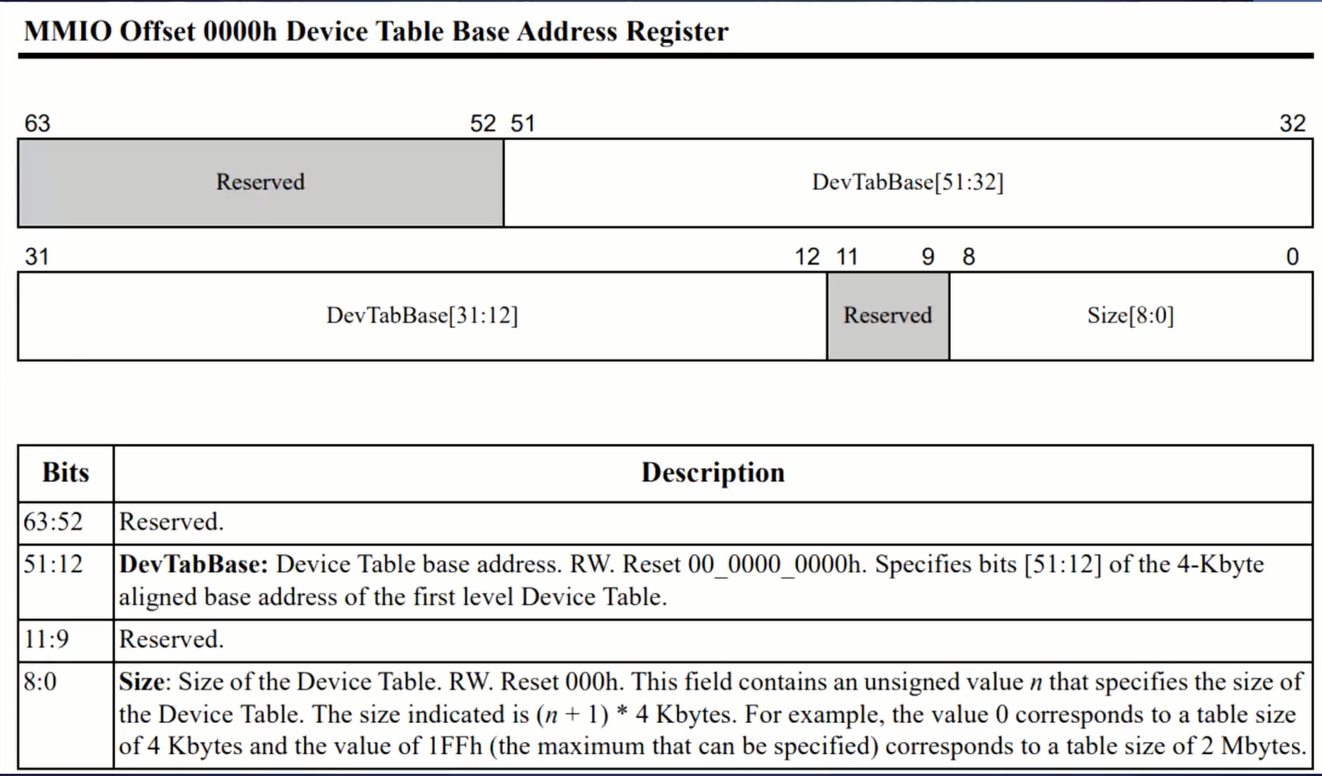 MMIO Offset 0000h Device Table Base Address Register
63 52 51 32
Reserved DevTabBase[51:32]
31 12 11 9 8 0
DevTabBase[31:12] Reserved Size[8:0]
Bits Description
63:52 Reserved.
51:12 DevTabBase: Device Table base address. RW. Reset 00_0000_0000h. Specifies bits [51:12] of the 4-Kbyte
aligned base address of the first level Device Table.
11:9 Reserved.
8:0 Size: Size of the Device Table. RW. Reset 000h. This field contains an unsigned value n that specifies the size of
the Device Table. The size indicated is (n + 1) * 4 Kbytes. For example, the value 0 corresponds to a table size
of 4 Kbytes and the value of 1FFh (the maximum that can be specified) corresponds to a table size of 2 Mbytes.